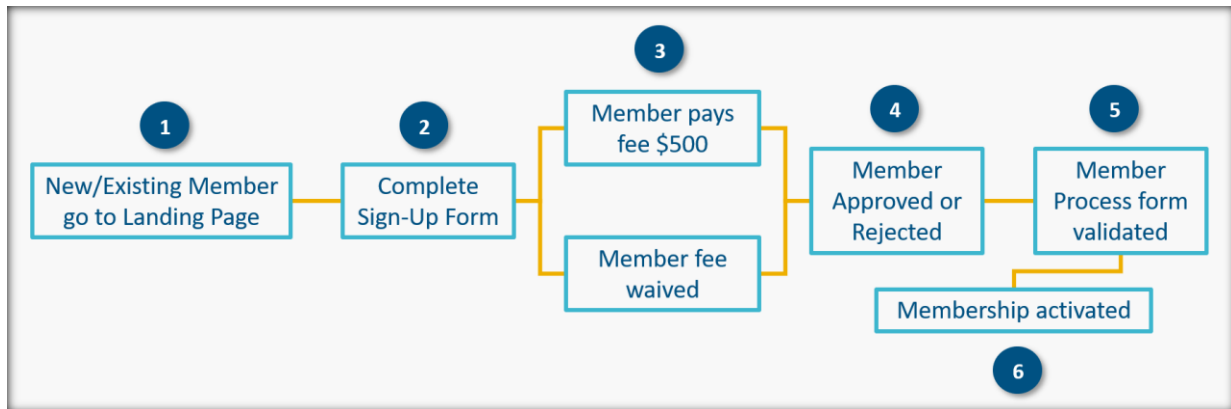 1
New/Existing Member
go to Landing Page
2
Complete
Sign-Up Form
3
Member pays
fee $500
Member fee
waived
4
Member
Approved or
Rejected
5
Member
Process form
validated
Membership activated
6